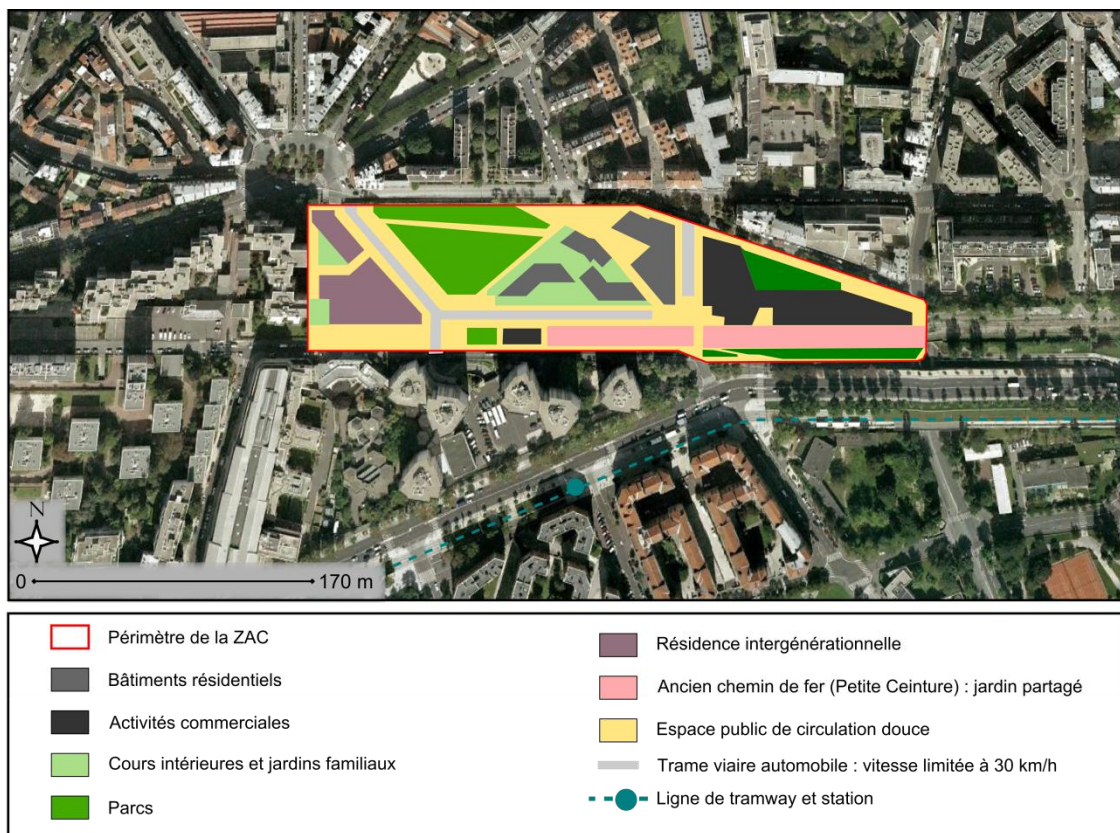 N
0 170 m
Périmètre de la ZAC
Bâtiments résidentiels
Activités commerciales
Cours intérieures et jardins familiaux
Parcs
Résidence intergénérationnelle
Ancien chemin de fer (Petite Ceinture) : jardin partagé
Espace public de circulation douce
Trame viaire automobile : vitesse limitée à 30 km/h
Ligne de tramway et station